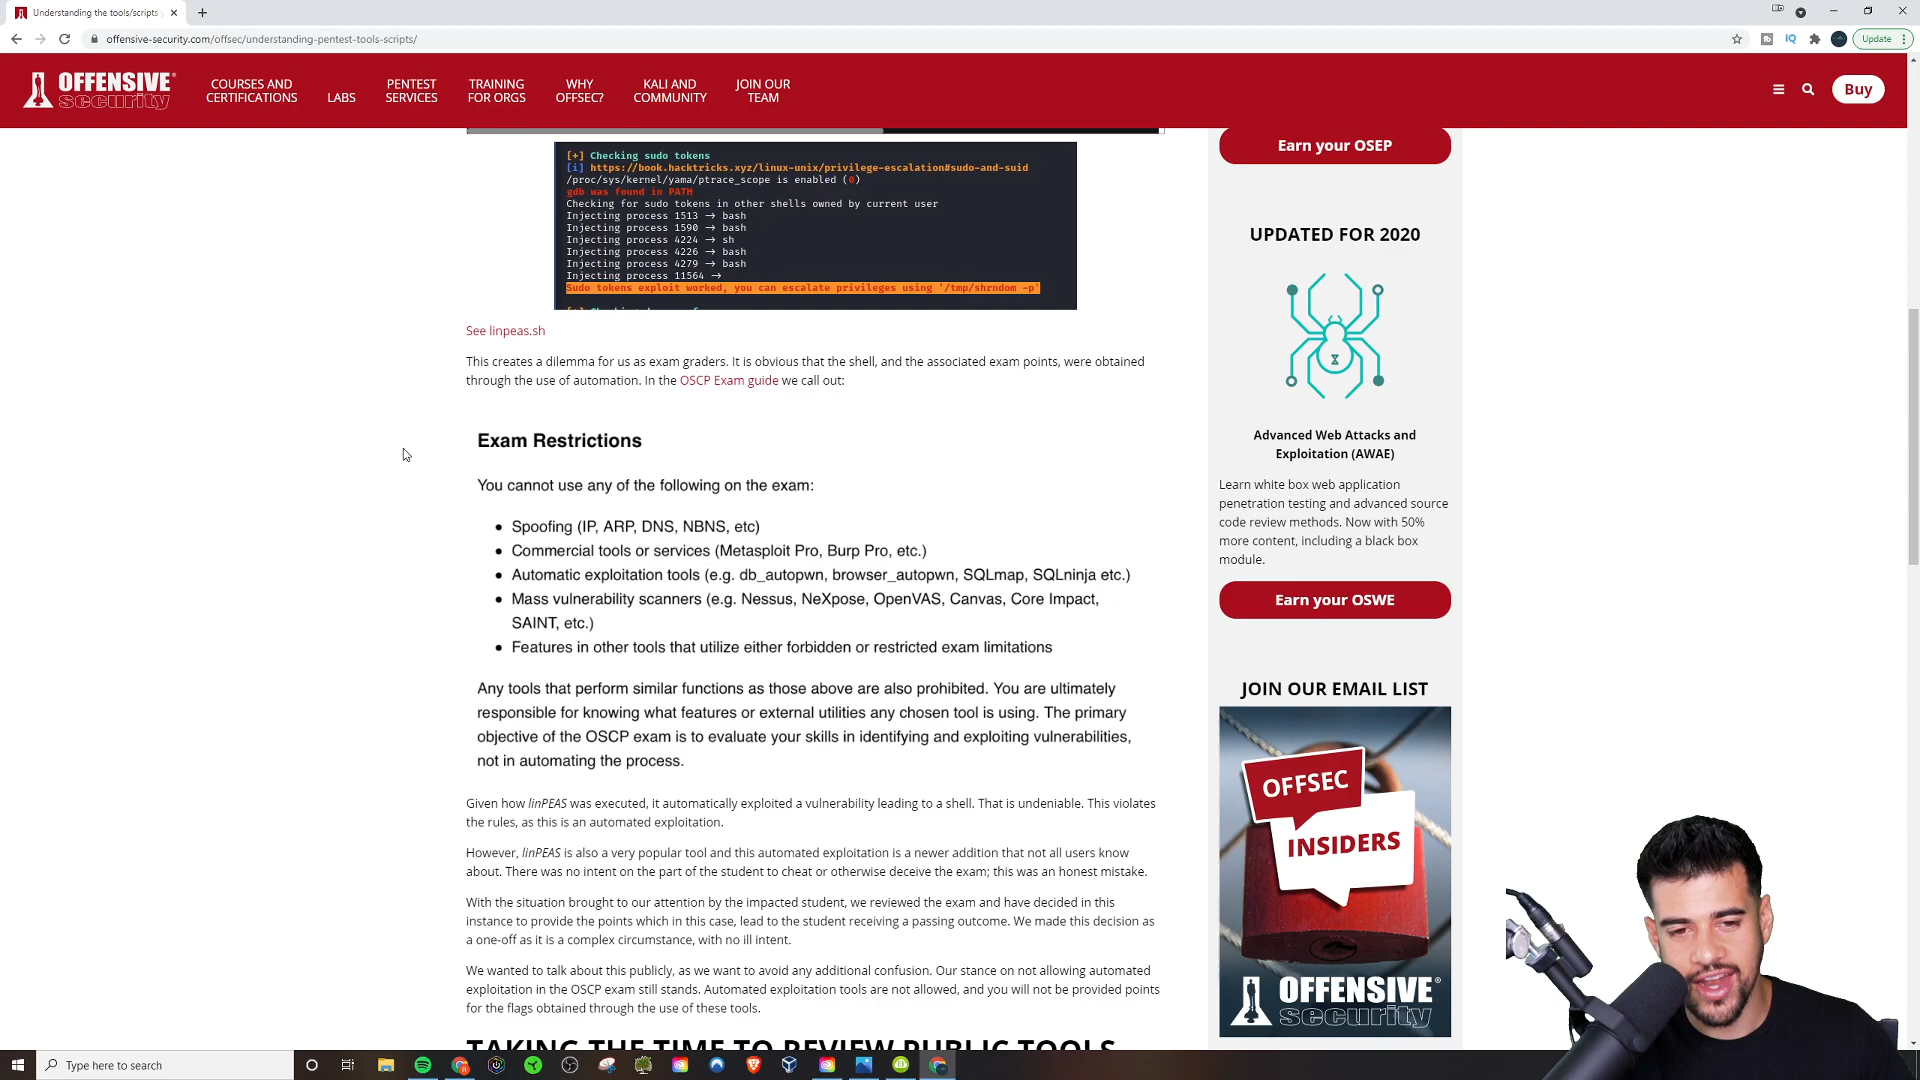 Understanding the tools/scripts
offensive-security.com/offsec/understanding-pentest-tools-scripts/
IQ
Update
OFFENSIVE
security
COURSES AND
CERTIFICATIONS
LABS
PENTEST
SERVICES
TRAINING
FOR ORGS
WHY
OFFSEC?
KALI AND
COMMUNITY
JOIN OUR
TEAM
Buy
[+] Checking sudo tokens
[i] https://book.hacktricks.xyz/linux-unix/privilege-escalation#sudo-and-suid
/proc/sys/kernel/yama/ptrace_scope is enabled (0)
gdb was found in PATH
Checking for sudo tokens in other shells owned by current user
Injecting process 1513 → bash
Injecting process 1590 → bash
Injecting process 4224 → sh
Injecting process 4226 → bash
Injecting process 4279 → bash
Injecting process 11564 →
Sudo tokens exploit worked, you can escalate privileges using '/tmp/shrndom -p'
See linpeas.sh
This creates a dilemma for us as exam graders. It is obvious that the shell, and the associated exam points, were obtained
through the use of automation. In the OSCP Exam guide we call out:
Exam Restrictions
You cannot use any of the following on the exam:
• Spoofing (IP, ARP, DNS, NBNS, etc)
• Commercial tools or services (Metasploit Pro, Burp Pro, etc.)
• Automatic exploitation tools (e.g. db_autopwn, browser_autopwn, SQLmap, SQLninja etc.)
• Mass vulnerability scanners (e.g. Nessus, NeXpose, OpenVAS, Canvas, Core Impact,
SAINT, etc.)
• Features in other tools that utilize either forbidden or restricted exam limitations
Any tools that perform similar functions as those above are also prohibited. You are ultimately
responsible for knowing what features or external utilities any chosen tool is using. The primary
objective of the OSCP exam is to evaluate your skills in identifying and exploiting vulnerabilities,
not in automating the process.
Given how linPEAS was executed, it automatically exploited a vulnerability leading to a shell. That is undeniable. This violates
the rules, as this is an automated exploitation.
However, linPEAS is also a very popular tool and this automated exploitation is a newer addition that not all users know
about. There was no intent on the part of the student to cheat or otherwise deceive the exam; this was an honest mistake.
With the situation brought to our attention by the impacted student, we reviewed the exam and have decided in this
instance to provide the points which in this case, lead to the student receiving a passing outcome. We made this decision as
a one-off as it is a complex circumstance, with no ill intent.
We wanted to talk about this publicly, as we want to avoid any additional confusion. Our stance on not allowing automated
exploitation in the OSCP exam still stands. Automated exploitation tools are not allowed, and you will not be provided points
for the flags obtained through the use of these tools.
TAKING THE TIME TO REVIEW PUBLIC TOOLS
Earn your OSEP
UPDATED FOR 2020
Advanced Web Attacks and
Exploitation (AWAE)
Learn white box web application
penetration testing and advanced source
code review methods. Now with 50%
more content, including a black box
module.
Earn your OSWE
JOIN OUR EMAIL LIST
OFFSEC
INSIDERS
OFFENSIVE
security
Type here to search